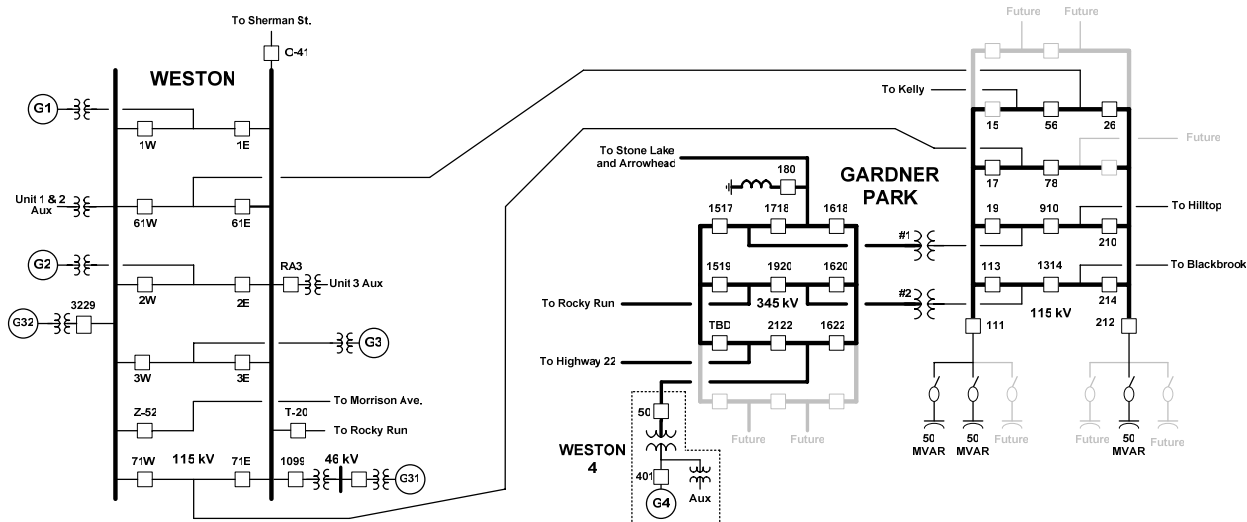 To Sherman St.
O-41
WESTON
G1
1W
1E
Unit 1 & 2
Aux
61W
61E
G2
2W
2E
RA3
Unit 3 Aux
3229
G32
G3
3W
3E
Z-52
To Morrison Ave.
T-20
To Rocky Run
71W
115 kV
71E
1099
46 kV
G31
To Stone Lake
and Arrowhead
180
GARDNER
PARK
1517
1718
1618
#1
1519
1920
1620
To Rocky Run
345 kV
#2
TBD
2122
1622
To Highway 22
Future
Future
50
WESTON
4
401
G4
Aux
Future
Future
To Kelly
15
56
26
Future
17
78
19
910
To Hilltop
210
113
1314
To Blackbrook
214
115 kV
111
212
50
MVAR
50
MVAR
Future
Future
50
MVAR
Future